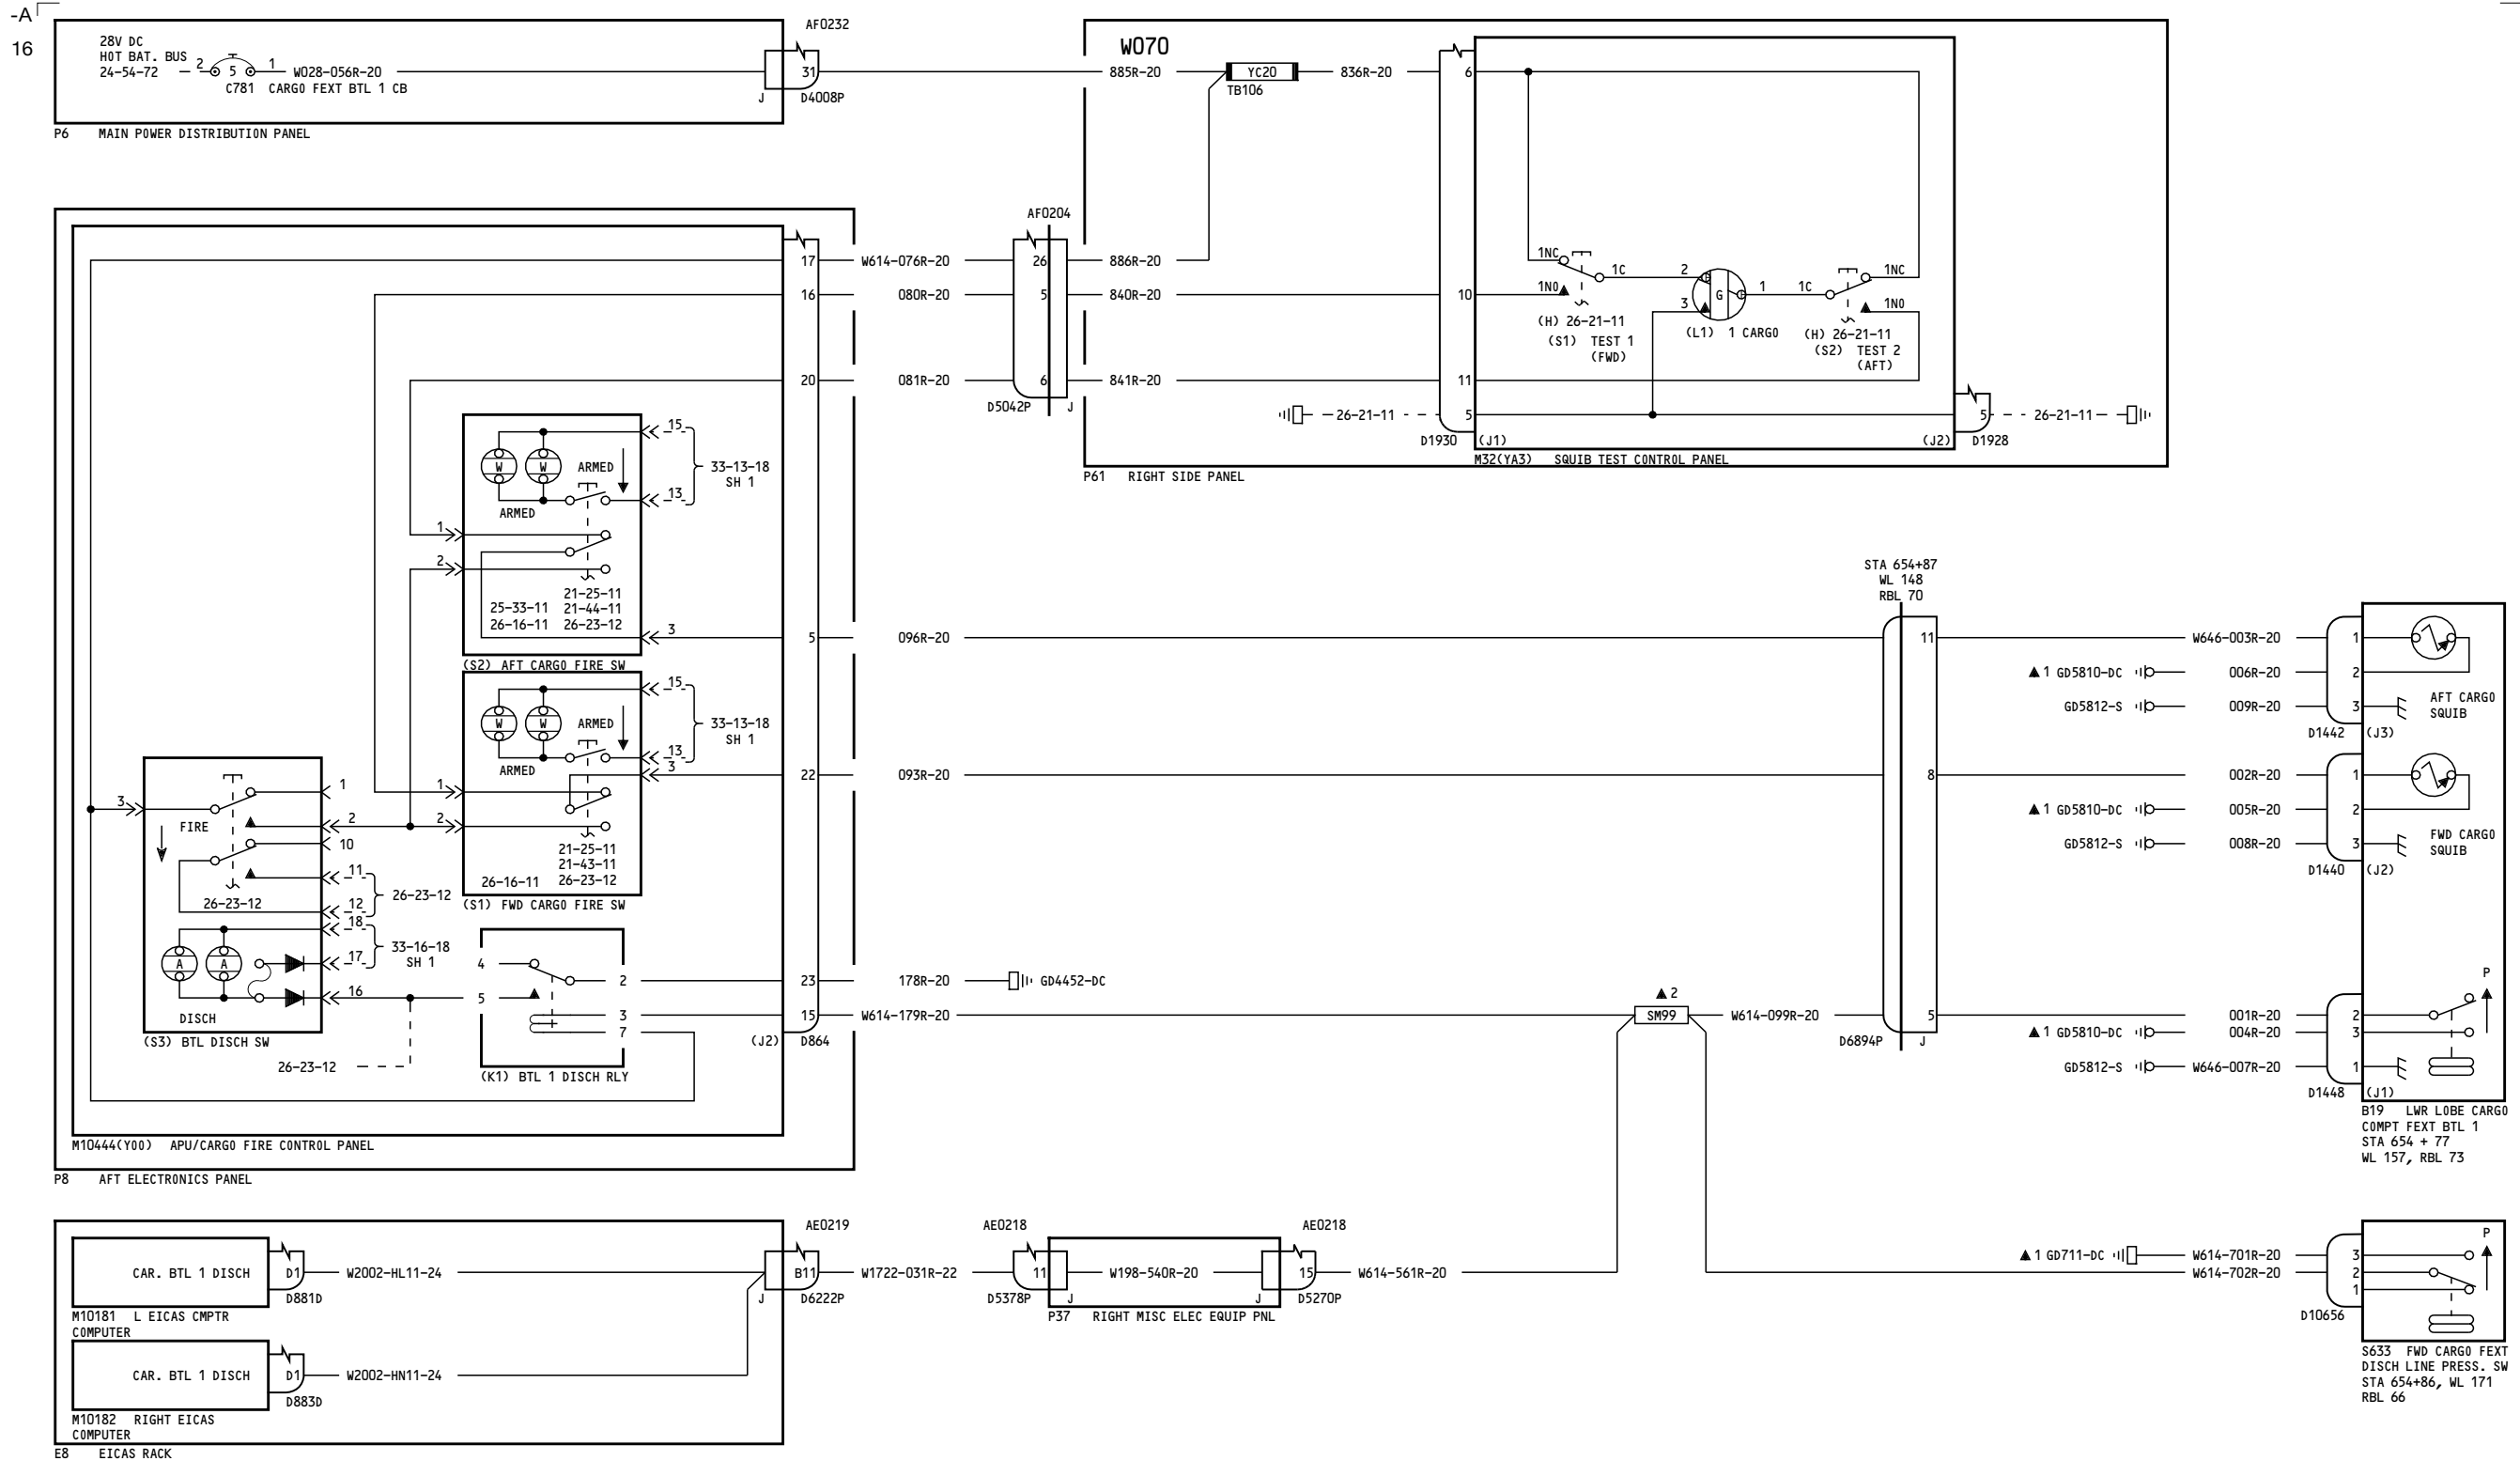 -A
16
28V DC
HOT BAT. BUS
24-54-72
2
5
1
W028-056R-20
C781 CARGO FEXT BTL 1 CB
J
31
AF0232
D4008P
P6 MAIN POWER DISTRIBUTION PANEL
W070
885R-20
YC20
TB106
836R-20
6
1NC
1C
2
1N0
3
G
1
1C
1NC
1N0
(H) 26-21-11
(S1) TEST 1
(FWD)
(L1) 1 CARGO
(H) 26-21-11
(S2) TEST 2
(AFT)
10
11
5
26-21-11
D1930
(J1)
(J2)
5
D1928
26-21-11
M32(YA3) SQUIB TEST CONTROL PANEL
P61 RIGHT SIDE PANEL
AF0204
17
W614-076R-20
26
886R-20
16
080R-20
5
840R-20
20
081R-20
6
841R-20
D5042P
J
W
W
ARMED
ARMED
15
13
33-13-18
SH 1
1
2
25-33-11
26-16-11
21-25-11
21-44-11
26-23-12
3
5
096R-20
(S2) AFT CARGO FIRE SW
W
W
ARMED
ARMED
15
13
3
33-13-18
SH 1
1
2
22
093R-20
21-25-11
21-43-11
26-23-12
26-16-11
(S1) FWD CARGO FIRE SW
3
FIRE
1
2
10
11
12
26-23-12
26-23-12
18
17
33-16-18
SH 1
A
A
16
DISCH
(S3) BTL DISCH SW
26-23-12
4
5
2
3
7
(K1) BTL 1 DISCH RLY
23
178R-20
GD4452-DC
15
W614-179R-20
(J2)
D864
M10444(Y00) APU/CARGO FIRE CONTROL PANEL
P8 AFT ELECTRONICS PANEL
2
SM99
W614-099R-20
STA 654+87
WL 148
RBL 70
11
8
5
D6894P
J
W646-003R-20
1
1 GD5810-DC
006R-20
2
GD5812-S
009R-20
3
D1442
(J3)
AFT CARGO
SQUIB
002R-20
1
1 GD5810-DC
005R-20
2
GD5812-S
008R-20
3
D1440
(J2)
FWD CARGO
SQUIB
P
001R-20
2
1 GD5810-DC
004R-20
3
GD5812-S
W646-007R-20
1
D1448
(J1)
B19 LWR LOBE CARGO
COMPT FEXT BTL 1
STA 654 + 77
WL 157, RBL 73
CAR. BTL 1 DISCH
D1
W2002-HL11-24
D881D
M10181 L EICAS CMPTR
COMPUTER
CAR. BTL 1 DISCH
D1
W2002-HN11-24
D883D
M10182 RIGHT EICAS
COMPUTER
E8 EICAS RACK
AE0219
B11
J
D6222P
W1722-031R-22
AE0218
11
D5378P
J
W198-540R-20
J
AE0218
15
D5270P
W614-561R-20
P37 RIGHT MISC ELEC EQUIP PNL
1 GD711-DC
W614-701R-20
3
W614-702R-20
2
1
P
D10656
S633 FWD CARGO FEXT
DISCH LINE PRESS. SW
STA 654+86, WL 171
RBL 66